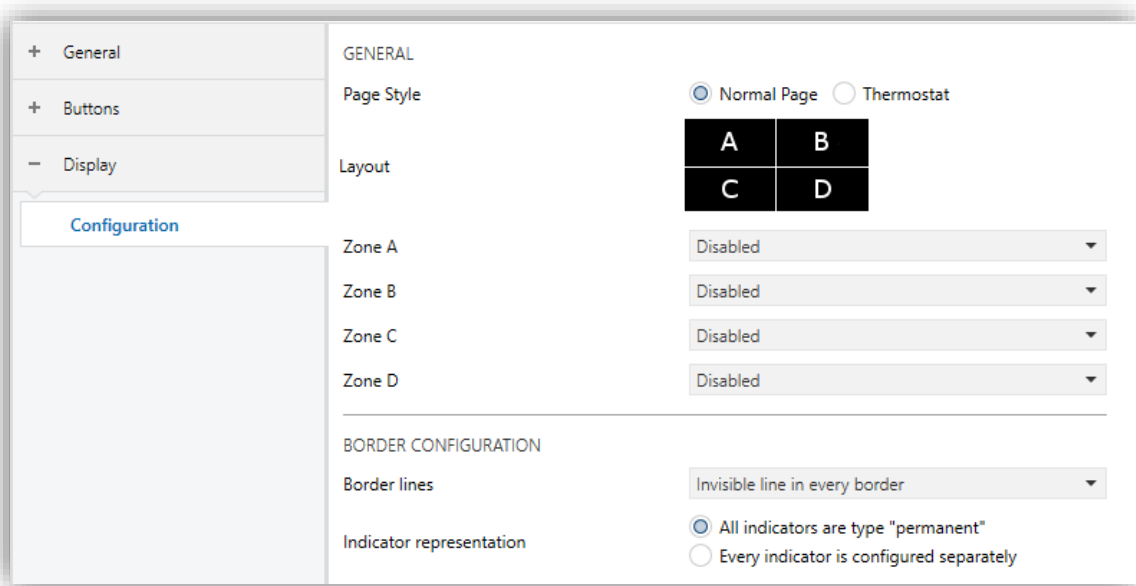 General
Buttons
Display
Configuration
GENERAL
Page Style Normal Page Thermostat
Layout
A B
C D
Zone A Disabled
Zone B Disabled
Zone C Disabled
Zone D Disabled
BORDER CONFIGURATION
Border lines Invisible line in every border
Indicator representation
All indicators are type "permanent"
Every indicator is configured separately